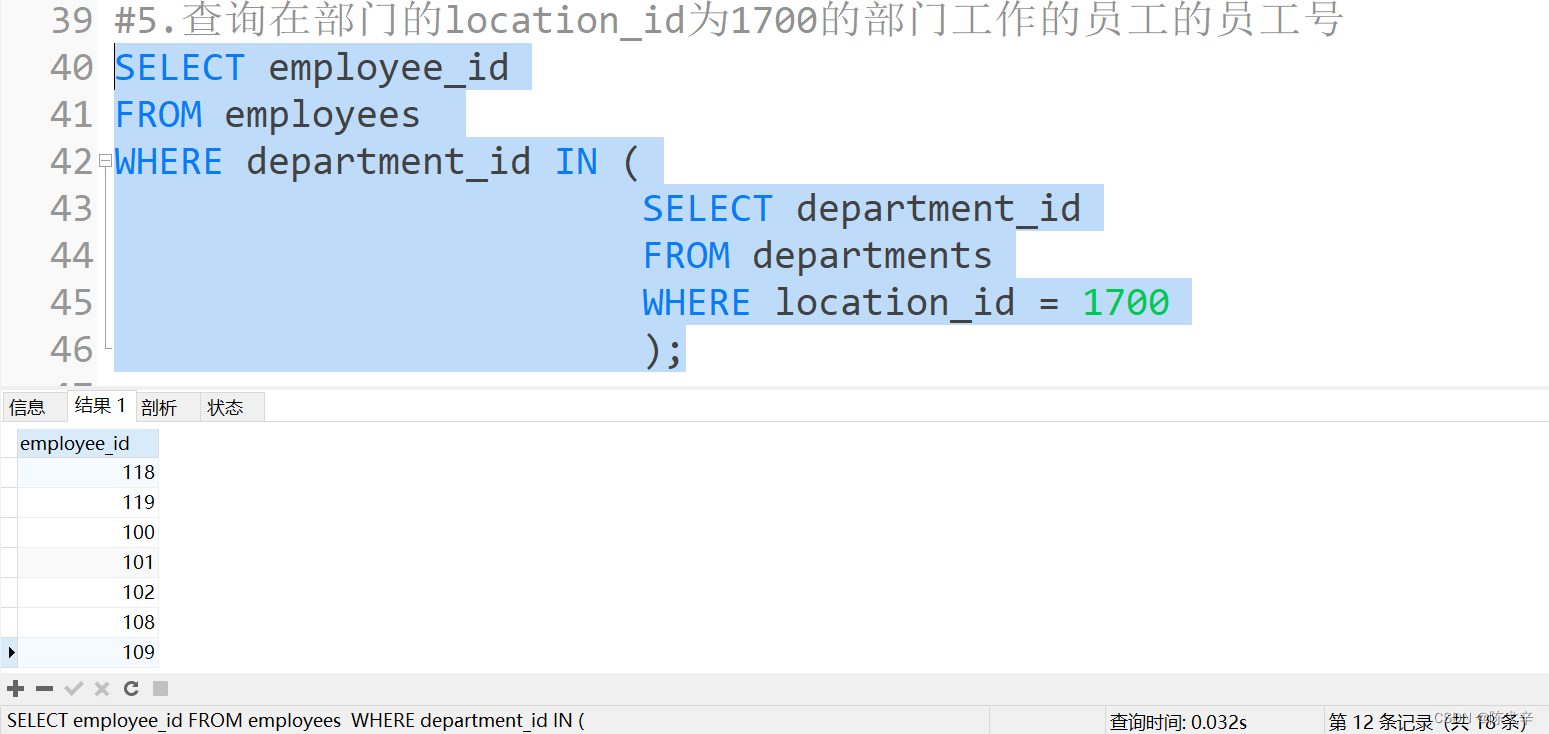 39 #5.查询在部门的location_id为1700的部门工作的员工的员工号
40 SELECT employee_id
41 FROM employees
42 WHERE department_id IN (
43 SELECT department_id
44 FROM departments
45 WHERE location_id = 1700
46 );
信息 结果 1 剖析 状态
employee_id
118
119
100
101
102
108
109
SELECT employee_id FROM employees WHERE department_id IN (
查询时间: 0.032s
第 12 条记录 (共 18 条)